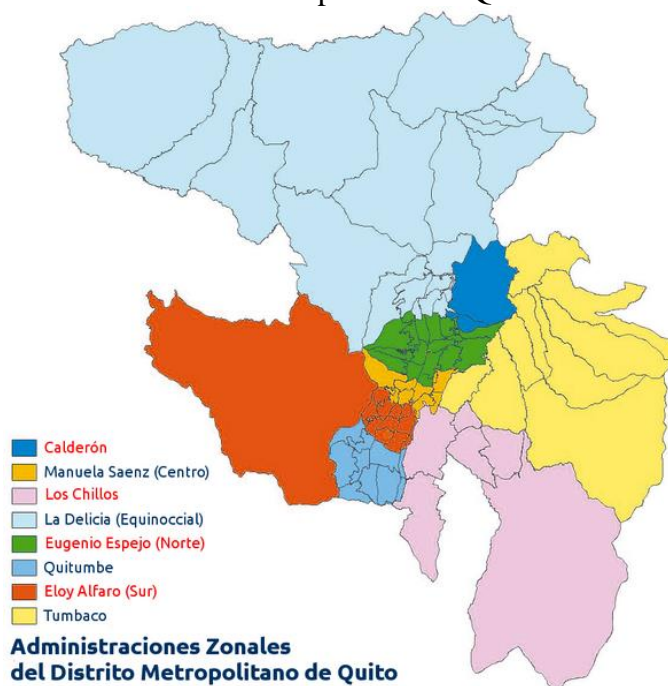 Calderón
Manuela Saenz (Centro)
Los Chillos
La Delicia (Equinoccial)
Eugenio Espejo (Norte)
Quitumbe
Eloy Alfaro (Sur)
Tumbaco
Administraciones Zonales
del Distrito Metropolitano de Quito